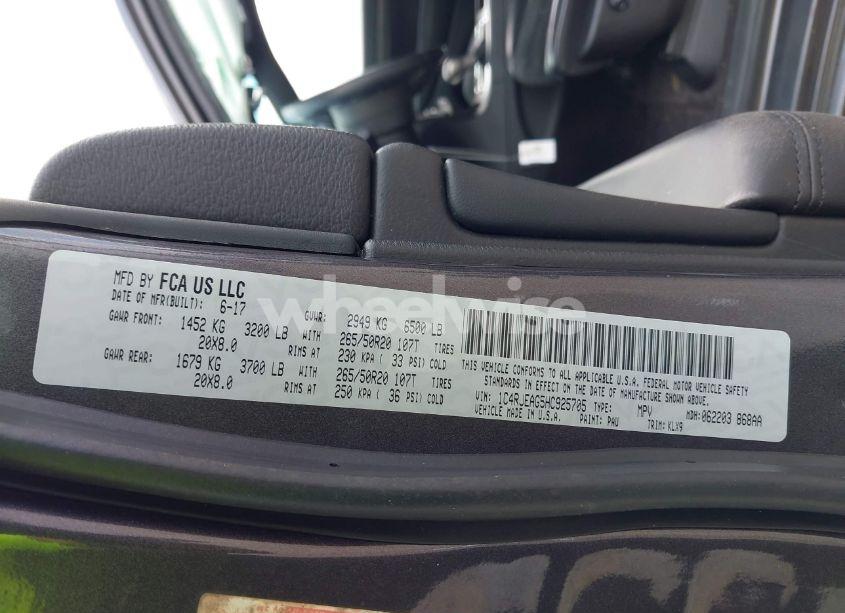 MFD BY FCA US LLC
DATE OF MFR(BUILT): 6-17 GVWR: 2949 KG 6500 LB
GAWR FRONT: 1452 KG 3200 LB WITH 265/50R20 107T TIRES
20X8.0 RIMS AT 230 KPA ( 33 PSI) COLD
GAWR REAR: 1679 KG 3700 LB WITH 265/50R20 107T TIRES
20X8.0 RIMS AT 250 KPA ( 36 PSI) COLD
THIS VEHICLE CONFORMS TO ALL APPLICABLE U.S.A. FEDERAL MOTOR VEHICLE SAFETY
STANDARDS IN EFFECT ON THE DATE OF MANUFACTURE SHOWN ABOVE.
VIN: 1C4RJEAG5HC925705 TYPE: MPV MDH: 062203 868AA
VEHICLE MADE IN U.S.A. PAINT: PAU TRIM: KLX9
wheelwise